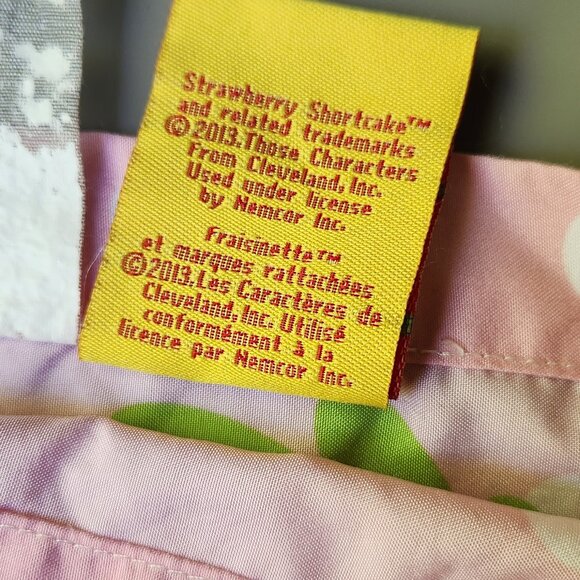 Strawberry Shortcake™
and related trademarks
©2013.Those Characters
From Cleveland, Inc.
Used under license
by Nemcor Inc.
Fraisinette™
et marques rattachées
©2013.Les Caractères de
Cleveland,Inc. Utilisé
conformément à la
licence par Nemcor Inc.